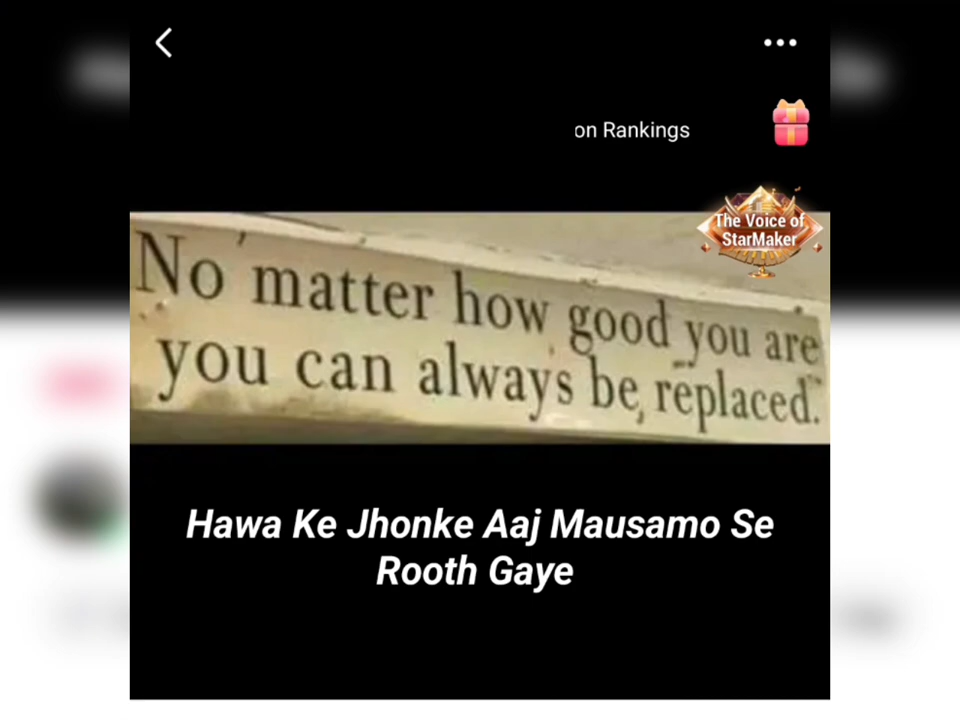 on Rankings
The Voice of
StarMaker
No matter how good you are
you can always be replaced.
Hawa Ke Jhonke Aaj Mausamo Se
Rooth Gaye